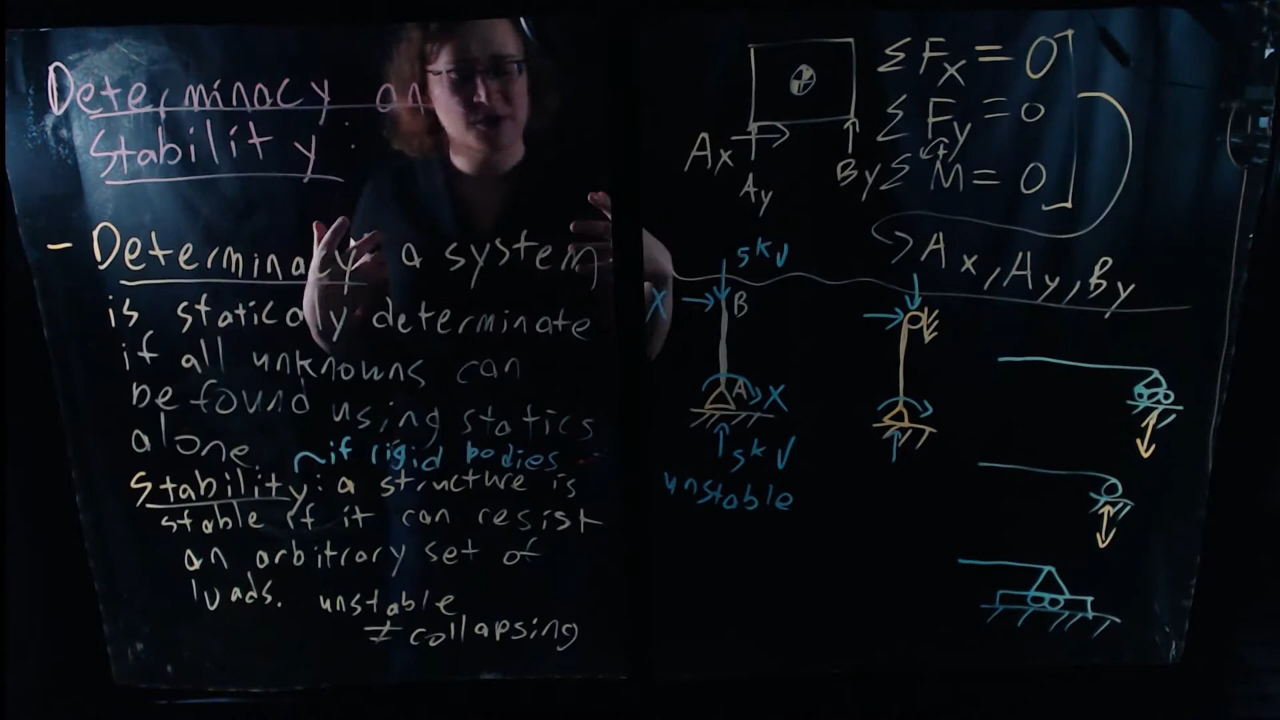 Determinacy an
Stability:
- Determinacy a system
is staticaly determinate
if all unknowns can
be found using statics
alone if rigid bodies
Stability: a structure is
stable if it can resist
an arbitrary set of
loads. unstable
≠ collapsing
ΣFx = 0
ΣFy = 0
ΣM = 0
Ax
Ay
By
Ax, Ay, By
5k ✓
X
B
A
X
5k ✓
unstable